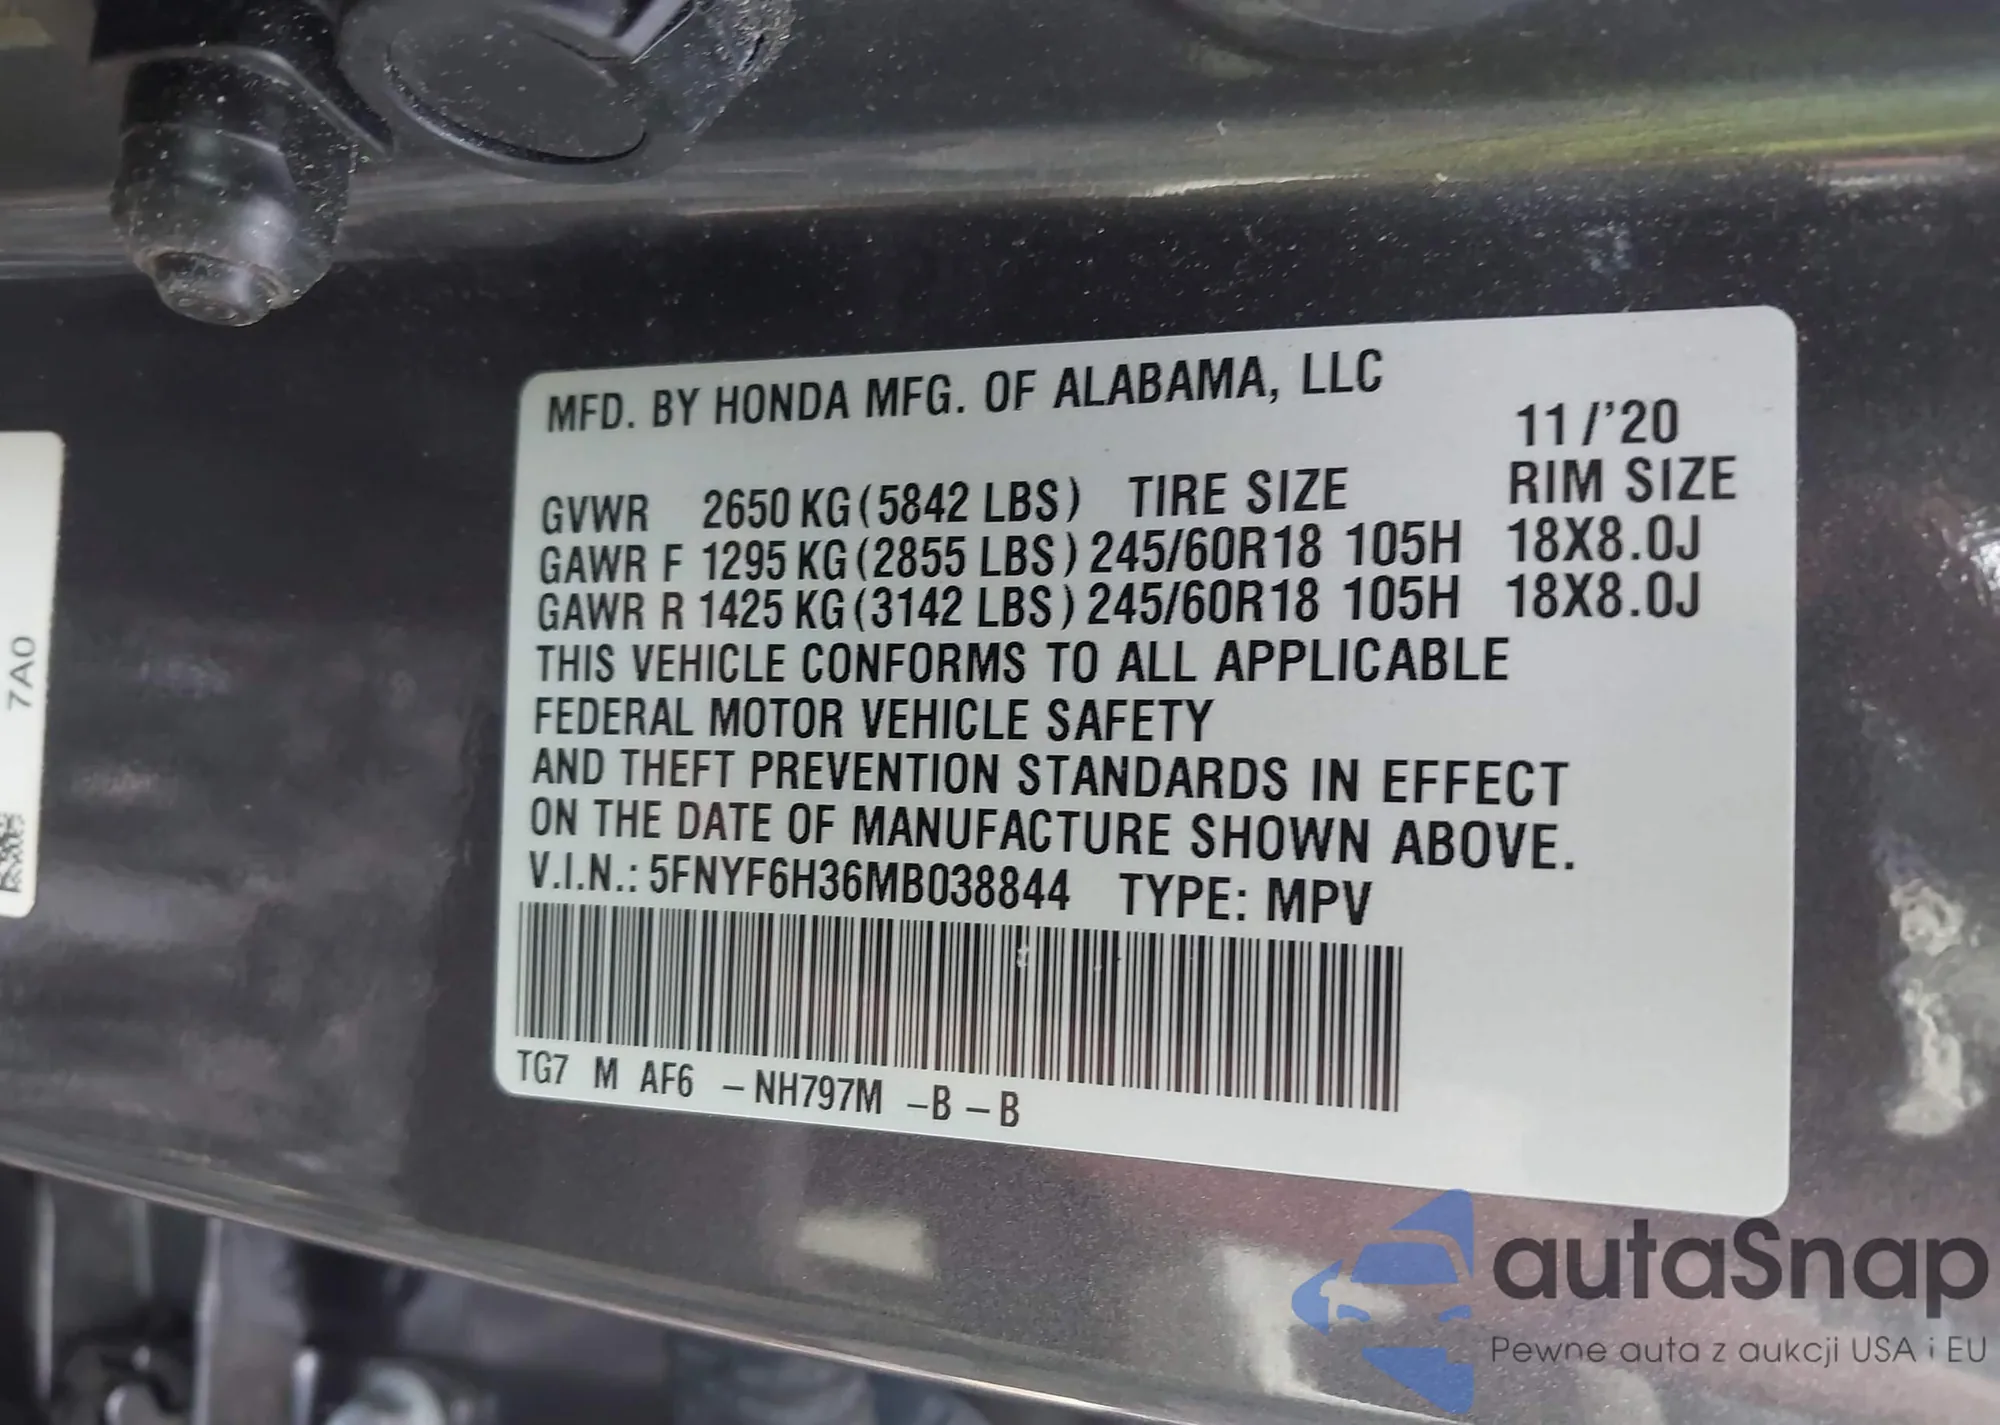 MFD. BY HONDA MFG. OF ALABAMA, LLC
11/'20
GVWR 2650 KG (5842 LBS) TIRE SIZE RIM SIZE
GAWR F 1295 KG (2855 LBS) 245/60R18 105H 18X8.0J
GAWR R 1425 KG (3142 LBS) 245/60R18 105H 18X8.0J
THIS VEHICLE CONFORMS TO ALL APPLICABLE
FEDERAL MOTOR VEHICLE SAFETY
AND THEFT PREVENTION STANDARDS IN EFFECT
ON THE DATE OF MANUFACTURE SHOWN ABOVE.
V.I.N.: 5FNYF6H36MB038844 TYPE: MPV
TG7 M AF6 -NH797M -B -B
7A0
autaSnap
Pewne auta z aukcji USA i EU